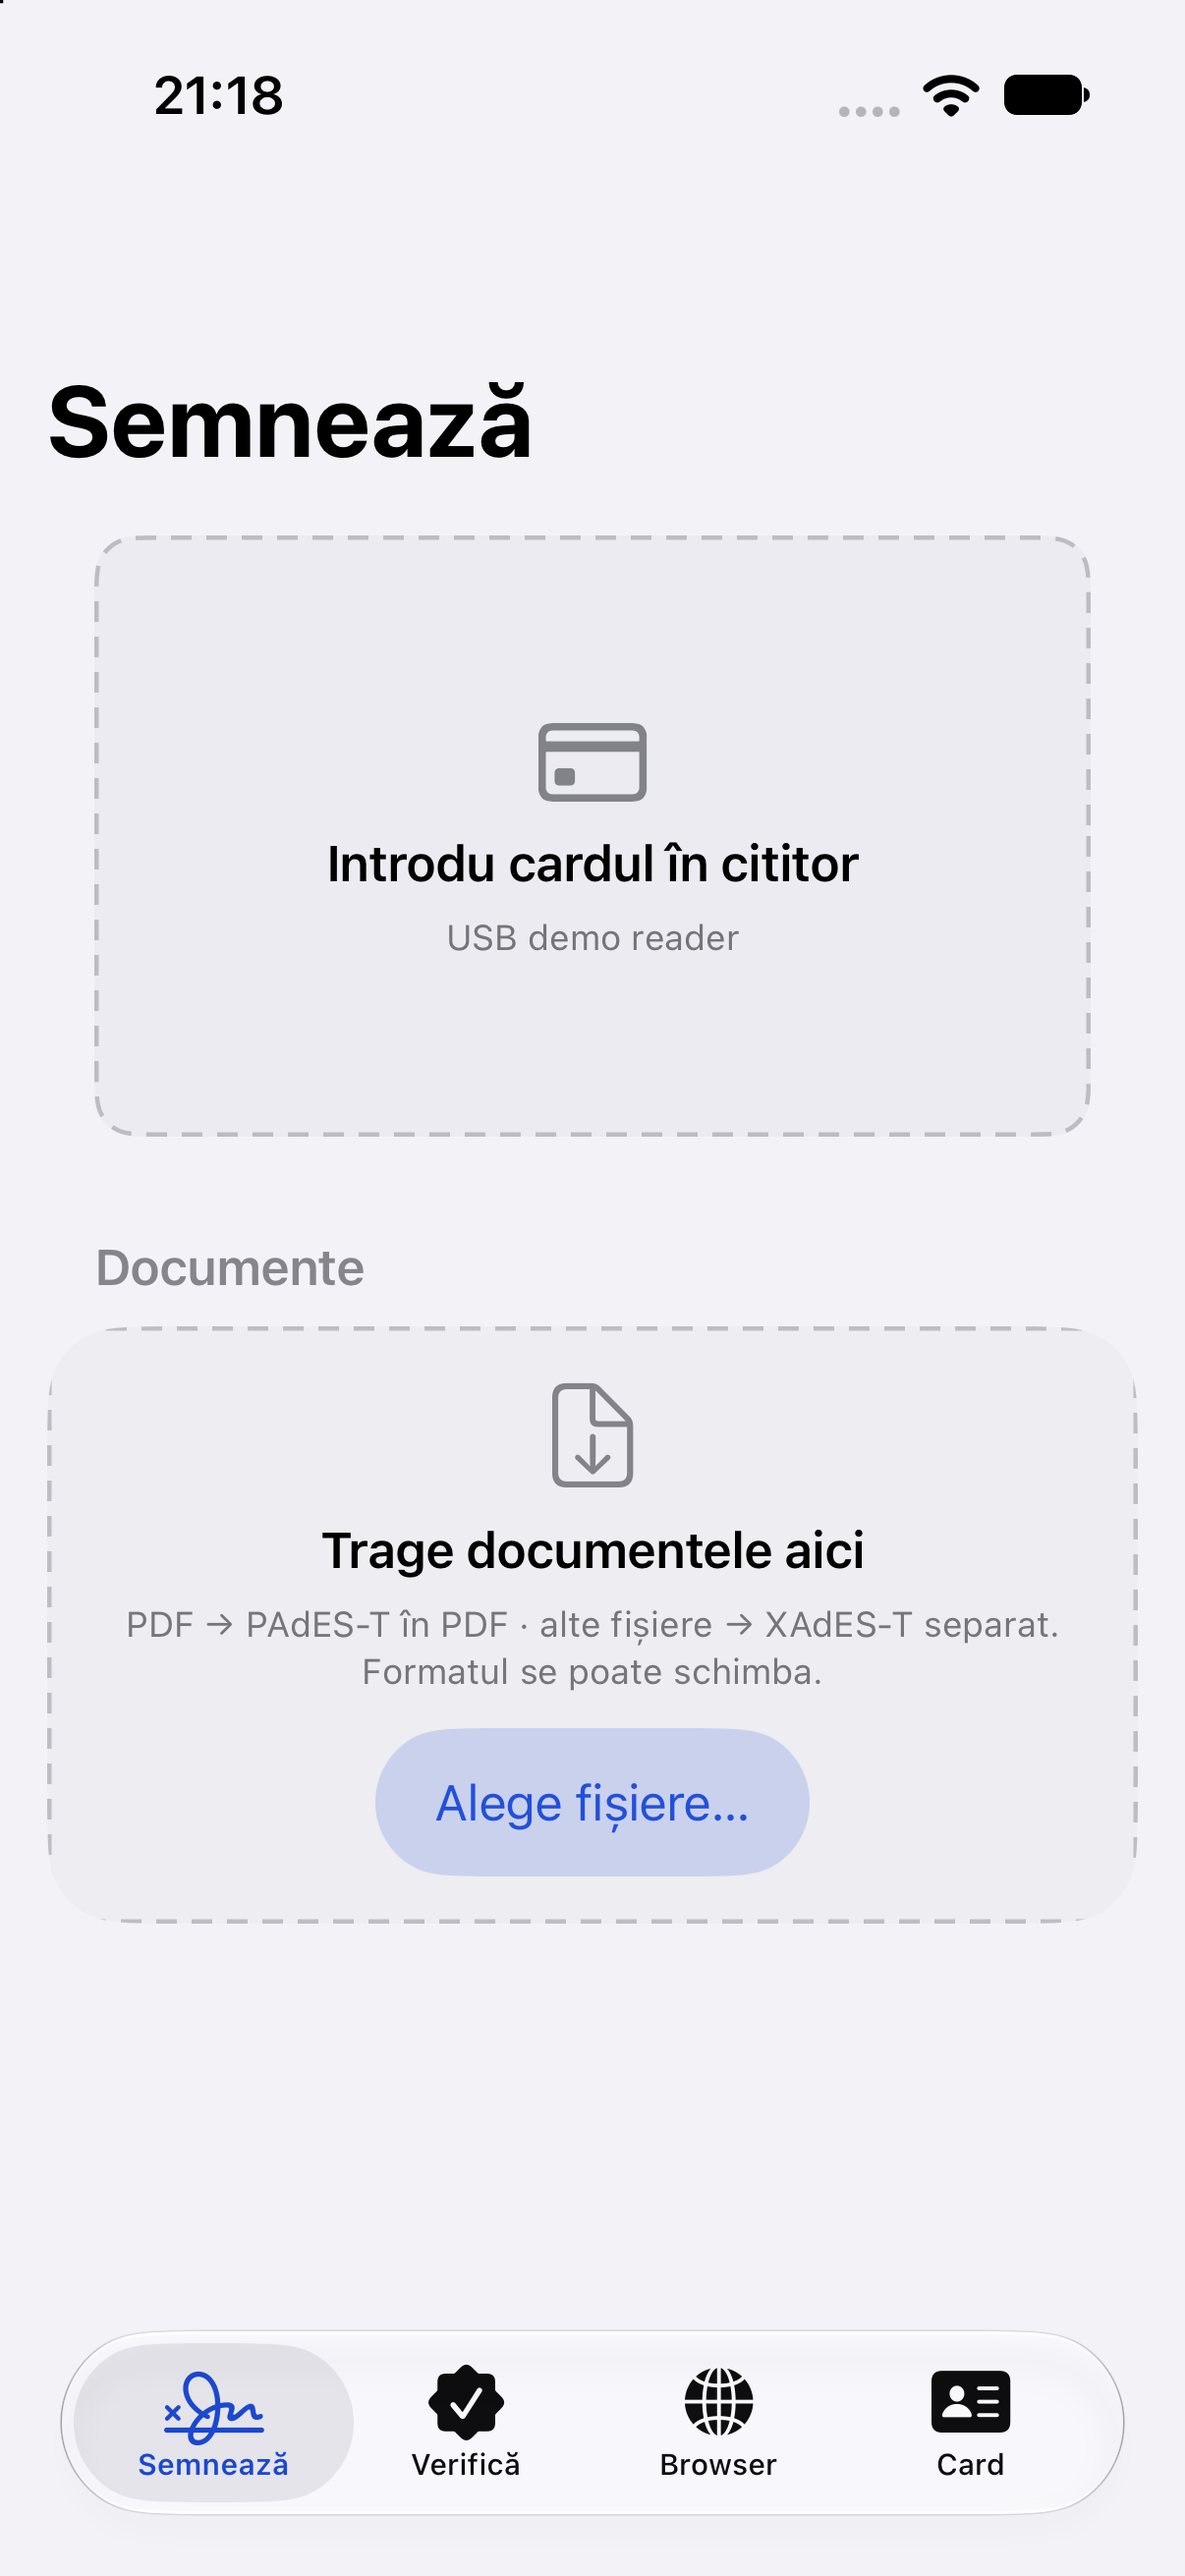 21:18
Semnează
Introdu cardul în cititor
USB demo reader
Documente
Trage documentele aici
PDF → PAdES-T în PDF · alte fișiere → XAdES-T separat.
Formatul se poate schimba.
Alege fișiere...
Semnează
Verifică
Browser
Card